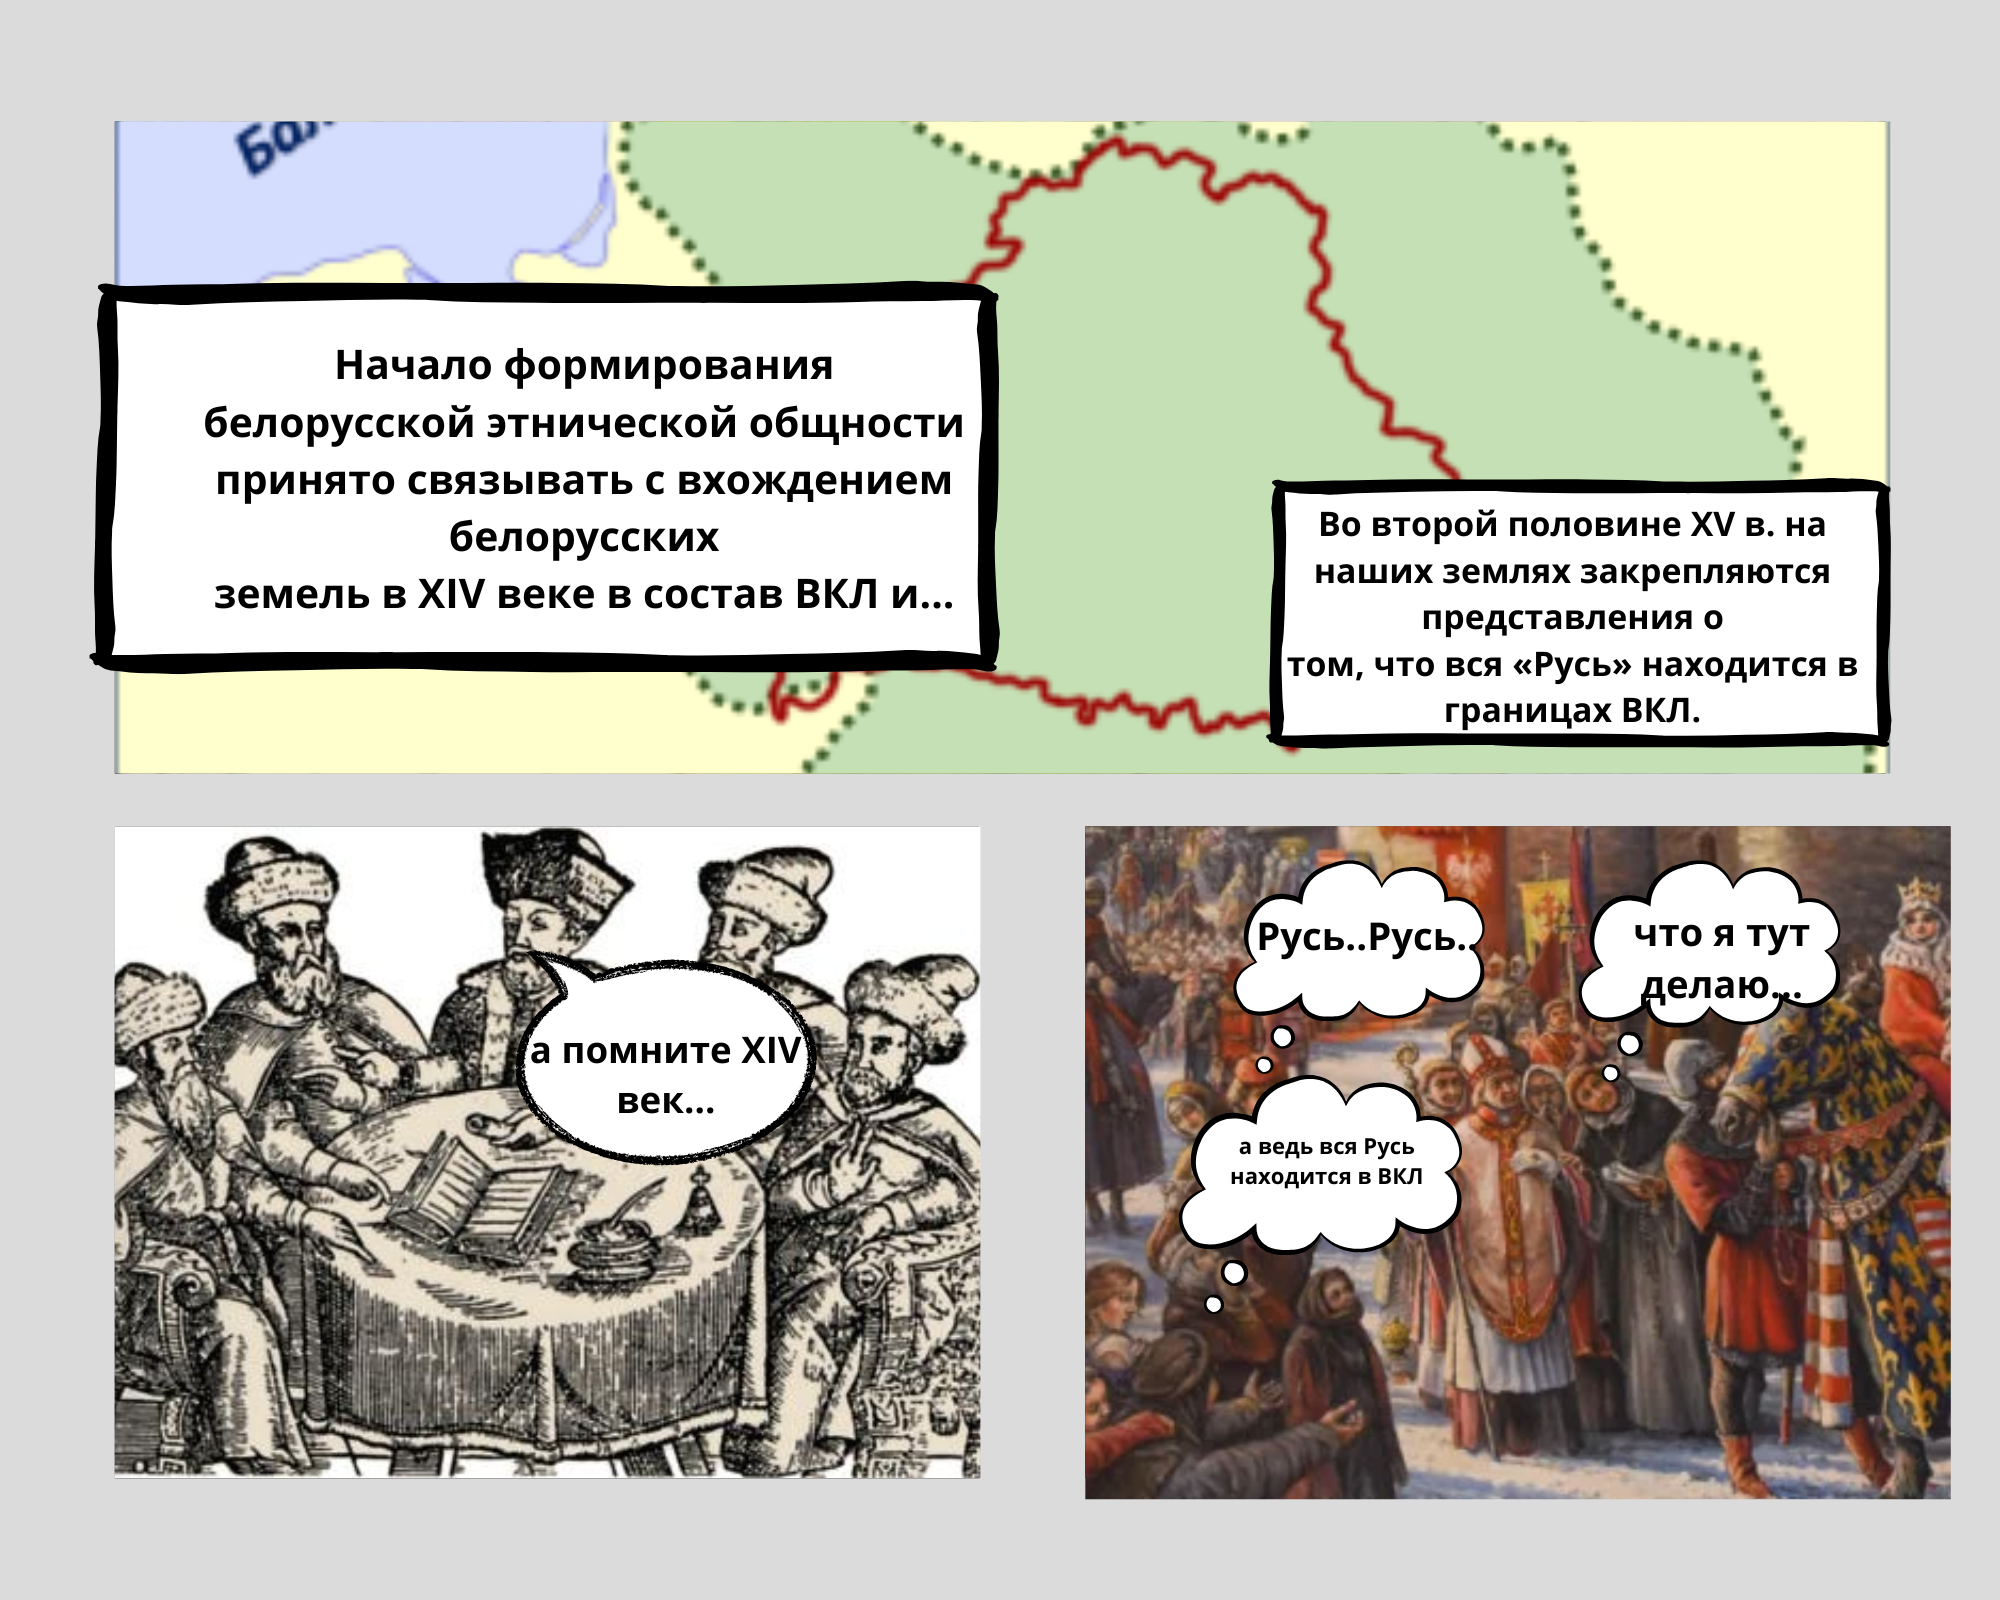 Начало формирования
белорусской этнической общности
принято связывать с вхождением
белорусских
земель в XIV веке в состав ВКЛ и...
Во второй половине XV в. на
наших землях закрепляются
представления о
том, что вся «Русь» находится в
границах ВКЛ.
а помните XIV
век...
Русь..Русь..
что я тут
делаю...
а ведь вся Русь
находится в ВКЛ